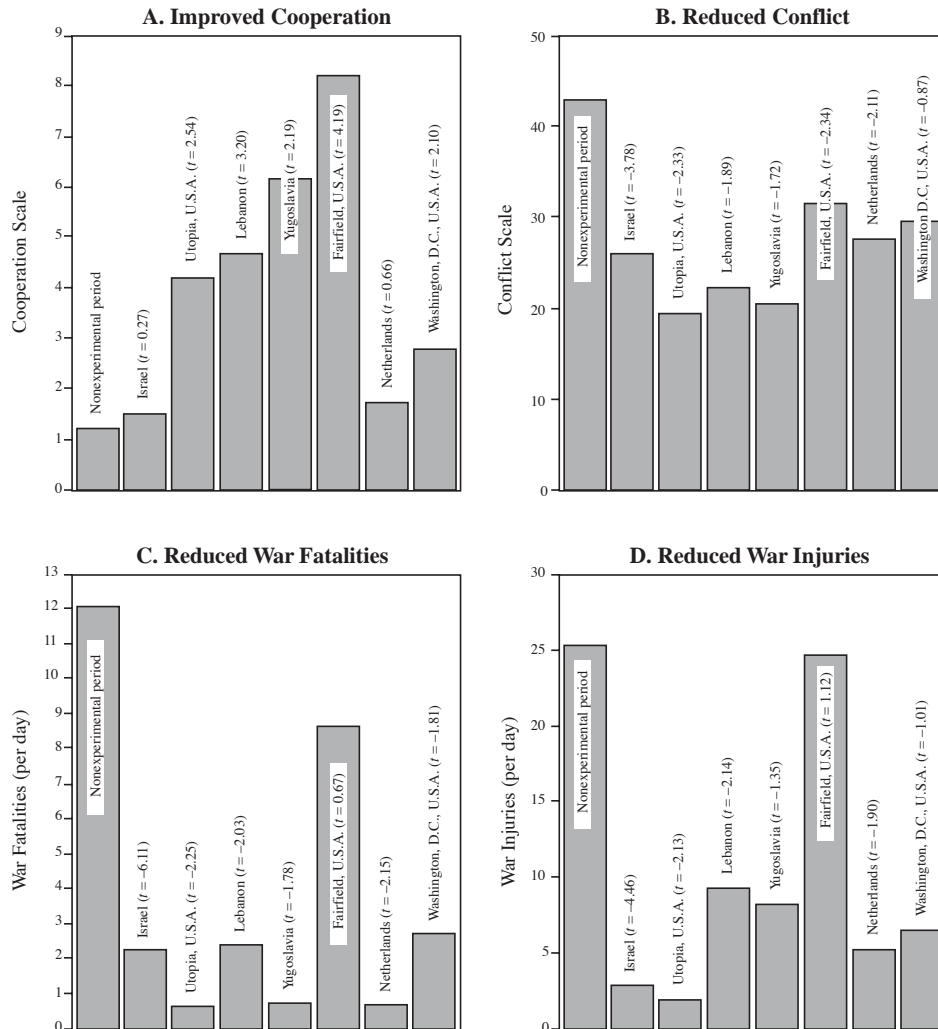 A. Improved Cooperation
Cooperation Scale
9
8
7
6
5
4
3
2
1
0
Nonexperimental period
Israel (t = 0.27)
Utopia, U.S.A. (t = 2.54)
Lebanon (t = 3.20)
Yugoslavia (t = 2.19)
Fairfield, U.S.A. (t = 4.19)
Netherlands (t = 0.66)
Washington, D.C., U.S.A. (t = 2.10)
B. Reduced Conflict
Conflict Scale
50
40
30
20
10
0
Nonexperimental period
Israel (t = −3.78)
Utopia, U.S.A. (t = −2.33)
Lebanon (t = −1.89)
Yugoslavia (t = −1.72)
Fairfield, U.S.A. (t = −2.34)
Netherlands (t = −2.11)
Washington D.C, U.S.A. (t = −0.87)
C. Reduced War Fatalities
War Fatalities (per day)
13
12
11
10
9
8
7
6
5
4
3
2
1
0
Nonexperimental period
Israel (t = −6.11)
Utopia, U.S.A. (t = −2.25)
Lebanon (t = −2.03)
Yugoslavia (t = −1.78)
Fairfield, U.S.A. (t = 0.67)
Netherlands (t = −2.15)
Washington, D.C., U.S.A. (t = −1.81)
D. Reduced War Injuries
War Injuries (per day)
30
25
20
15
10
5
0
Nonexperimental period
Israel (t = −4.46)
Utopia, U.S.A. (t = −2.13)
Lebanon (t = −2.14)
Yugoslavia (t = −1.35)
Fairfield, U.S.A. (t = 1.12)
Netherlands (t = −1.90)
Washington, D.C., U.S.A. (t = −1.01)